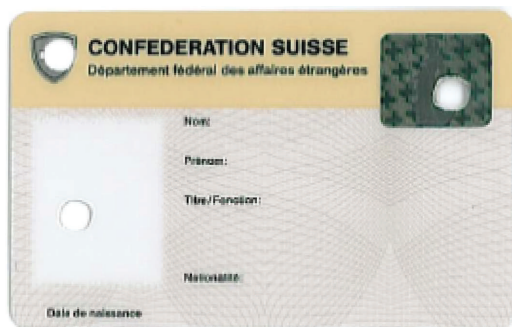 CONFEDERATION SUISSE
Département fédéral des affaires étrangères
Nom:
Prénom:
Titre/Fonction:
Nationalité:
Date de naissance